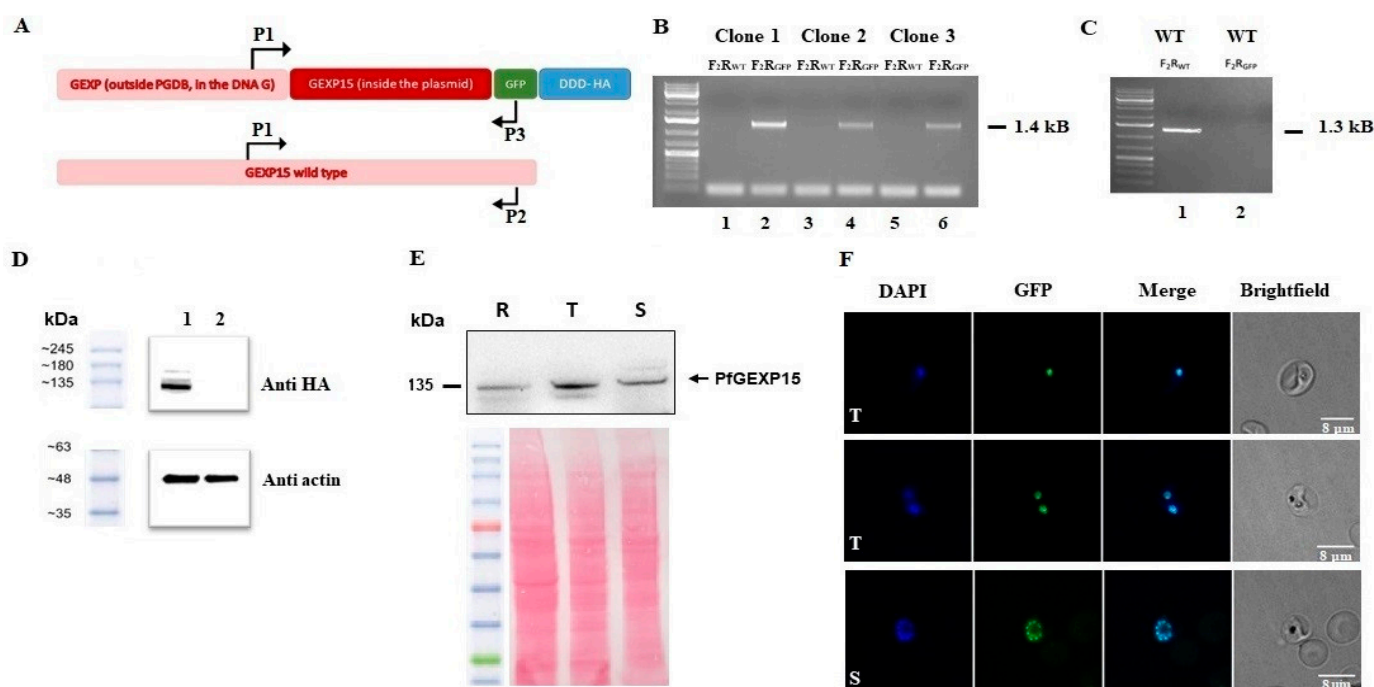 A
P1
GEXP (outside PGDB, in the DNA G)
GEXP15 (inside the plasmid)
GFP
DDD- HA
P3
P1
GEXP15 wild type
P2
B
Clone 1 Clone 2 Clone 3
F2RWT F2RGFP F2RWT F2RGFP F2RWT F2RGFP
1.4 kB
1 2 3 4 5 6
C
WT WT
F2RWT F2RGFP
1.3 kB
1 2
D
kDa
1 2
~245
~180
~135
Anti HA
~63
~48
~35
Anti actin
E
kDa
R T S
135
PfGEXP15
F
DAPI GFP Merge Brightfield
T
8 µm
T
8 µm
S
8 µm